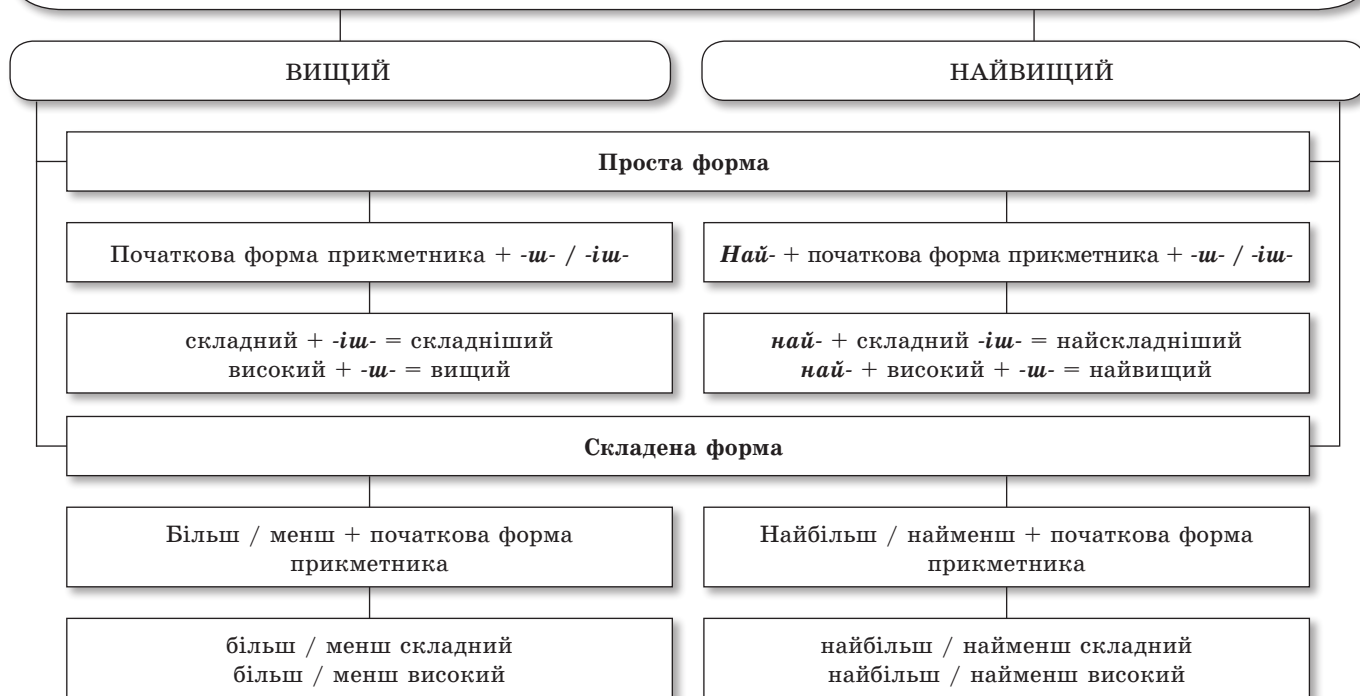 ВИЩИЙ
НАЙВИЩИЙ
Проста форма
Початкова форма прикметника + -ш- / -іш-
Най- + початкова форма прикметника + -ш- / -іш-
складний + -іш- = складніший
високий + -ш- = вищий
най- + складний -іш- = найскладніший
най- + високий + -ш- = найвищий
Складена форма
Більш / менш + початкова форма
прикметника
Найбільш / найменш + початкова форма
прикметника
більш / менш складний
більш / менш високий
найбільш / найменш складний
найбільш / найменш високий